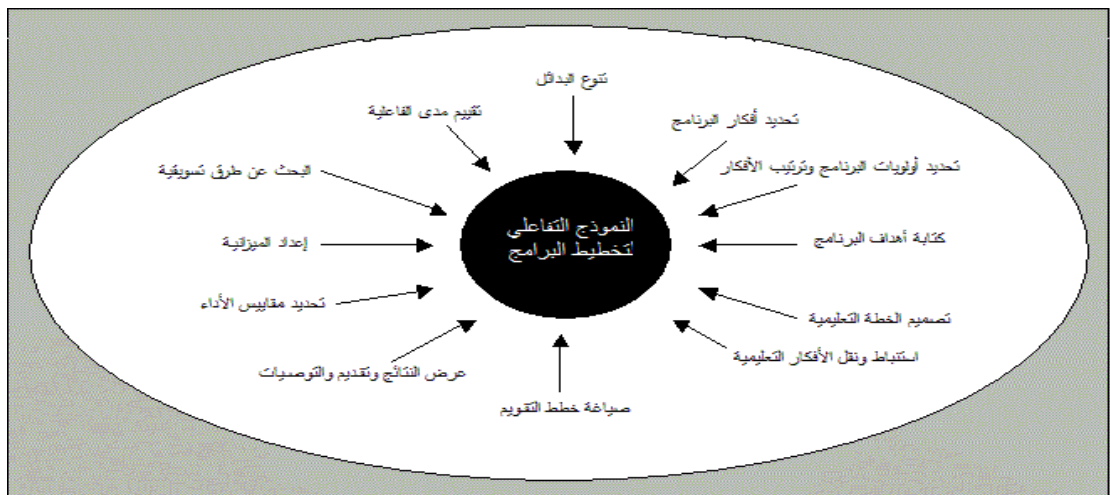 تنوع البدائل
تحديد أفكار البرنامج
تحديد أولويات البرنامج وترتيب الأفكار
كتابة أهداف البرنامج
تصميم الخطة التعليمية
استنباط ونقل الأفكار التعليمية
صياغة خطط التقويم
عرض النتائج وتقديم والتوصيات
تحديد مقاييس الأداء
إعداد الميزانية
البحث عن طرق تسويقية
تقييم مدى الفاعلية
النموذج التفاعلي
لتخطيط البرامج